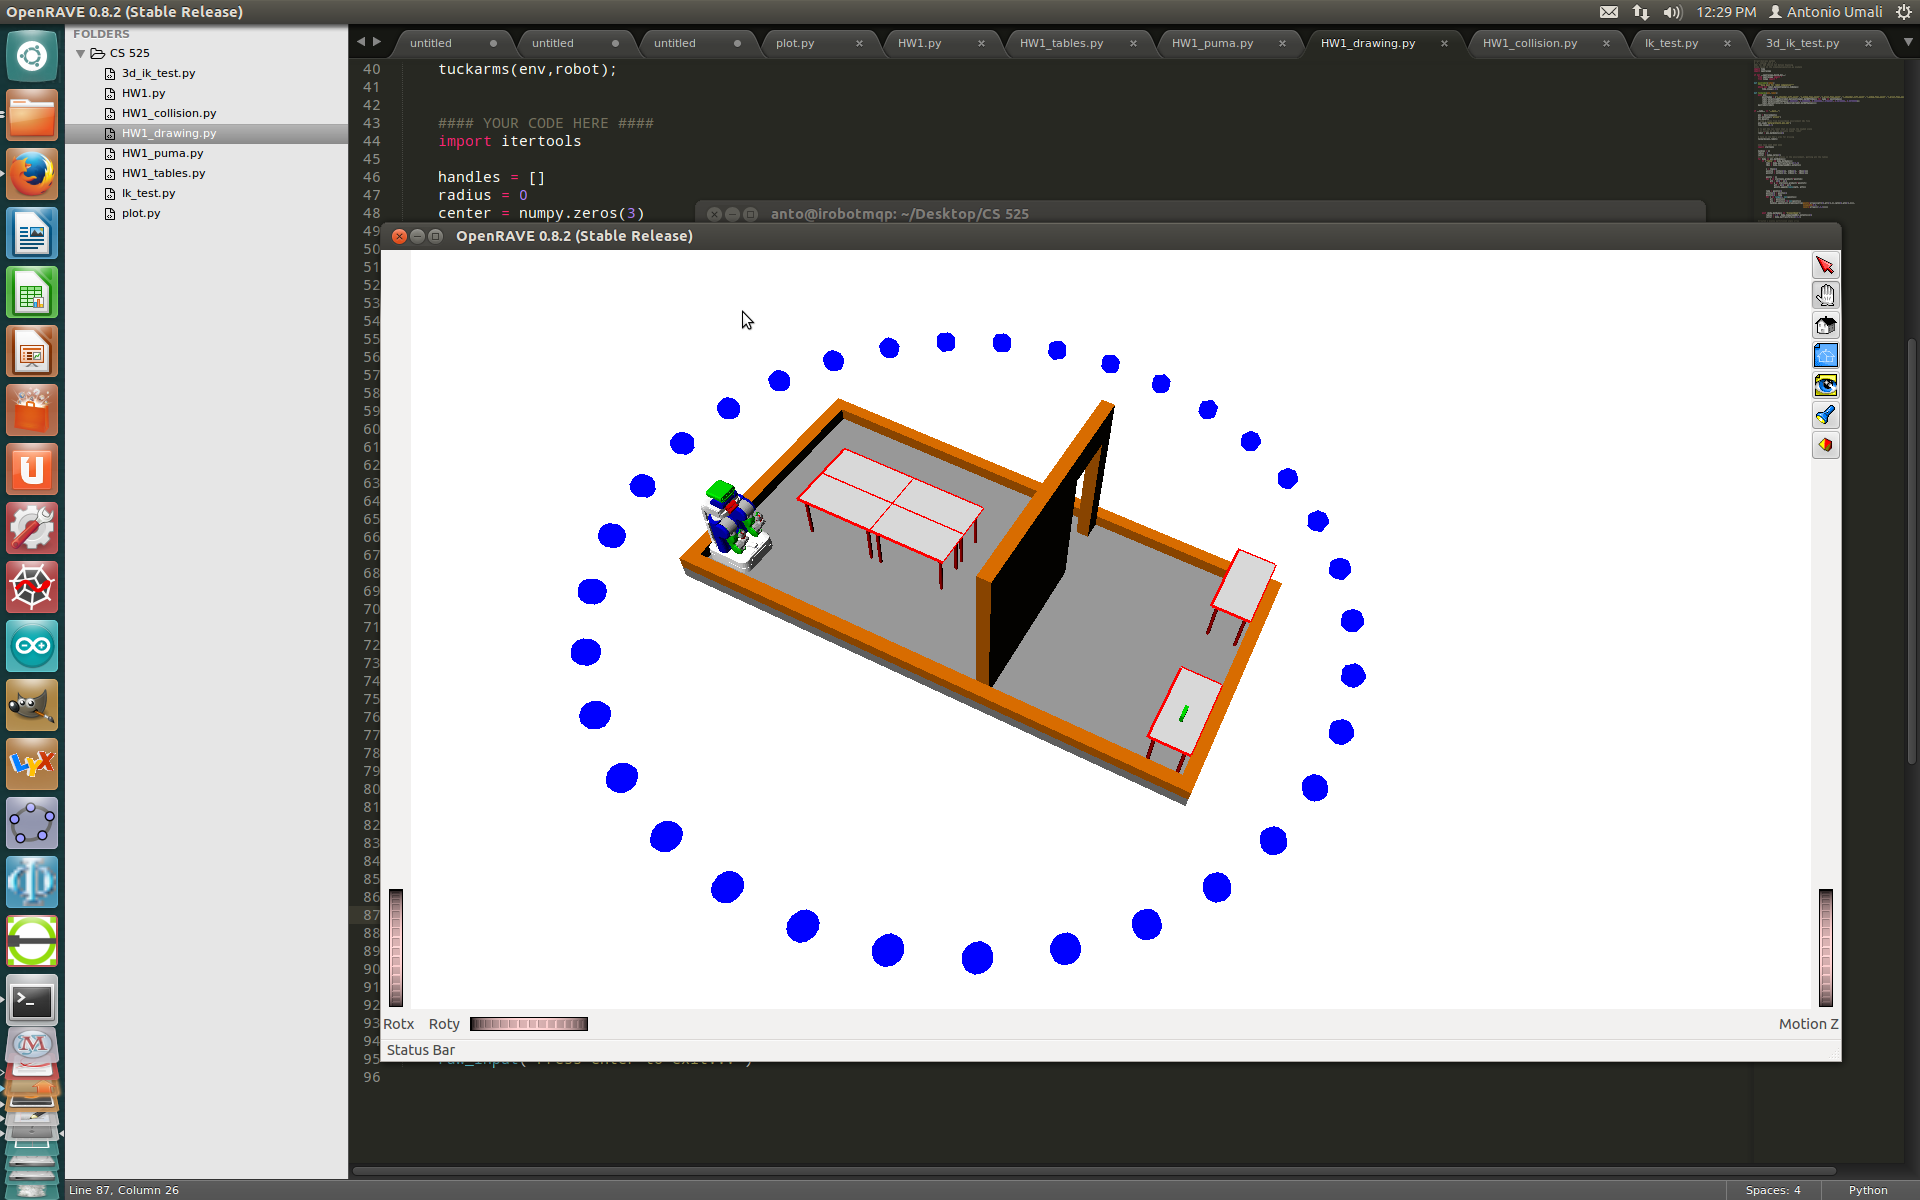 OpenRAVE 0.8.2 (Stable Release)
12:29 PM Antonio Umali
FOLDERS
CS 525
3d_ik_test.py
HW1.py
HW1_collision.py
HW1_drawing.py
HW1_puma.py
HW1_tables.py
Ik_test.py
plot.py
untitled untitled untitled plot.py HW1.py HW1_tables.py HW1_puma.py HW1_drawing.py HW1_collision.py Ik_test.py 3d_ik_test.py
40 tuckarms(env,robot);
41
42
43 #### YOUR CODE HERE ####
44 import itertools
45
46 handles = []
47 radius = 0
48 center = numpy.zeros(3)
anto@irobotmqp: ~/Desktop/CS 525
49
OpenRAVE 0.8.2 (Stable Release)
50
51
52
53
54
55
56
57
58
59
60
61
62
63
64
65
66
67
68
69
70
71
72
73
74
75
76
77
78
79
80
81
82
83
84
85
86
87
88
89
90
91
92
93
94
95
96
Rotx Roty
Motion Z
Status Bar
Line 87, Column 26
Spaces: 4 Python